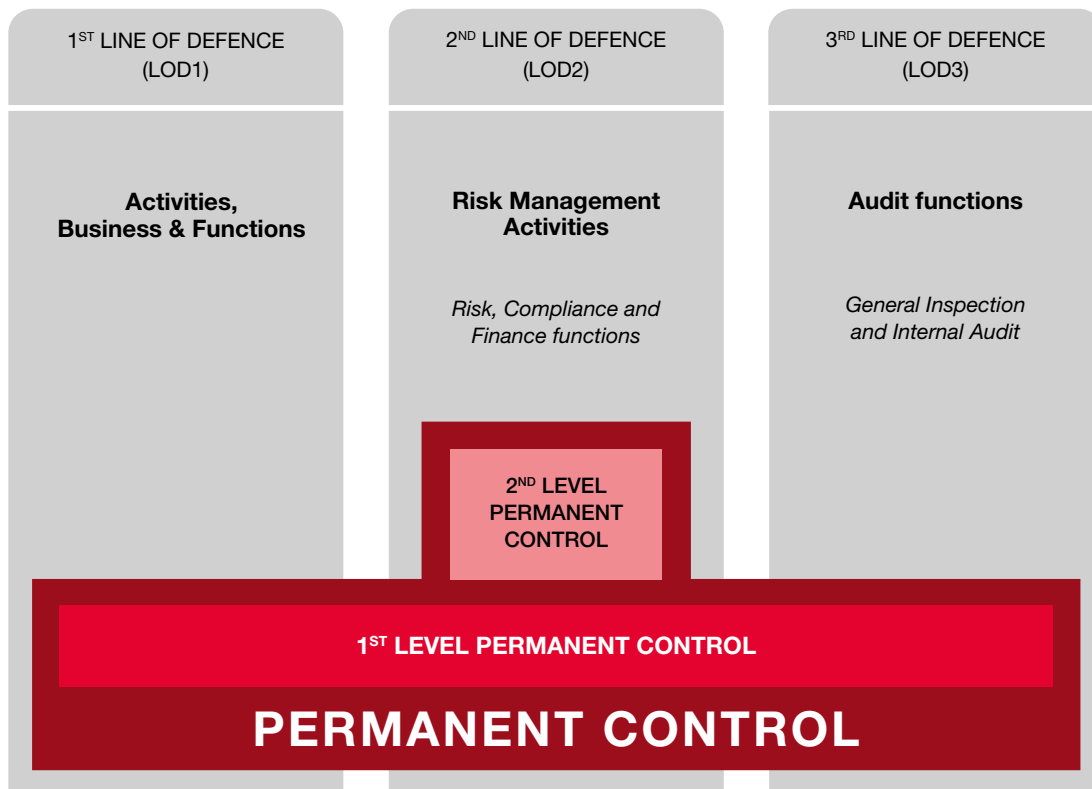 1ST LINE OF DEFENCE
(LOD1)
Activities,
Business & Functions
2ND LINE OF DEFENCE
(LOD2)
Risk Management
Activities
Risk, Compliance and
Finance functions
3RD LINE OF DEFENCE
(LOD3)
Audit functions
General Inspection
and Internal Audit
2ND LEVEL
PERMANENT
CONTROL
1ST LEVEL PERMANENT CONTROL
PERMANENT CONTROL